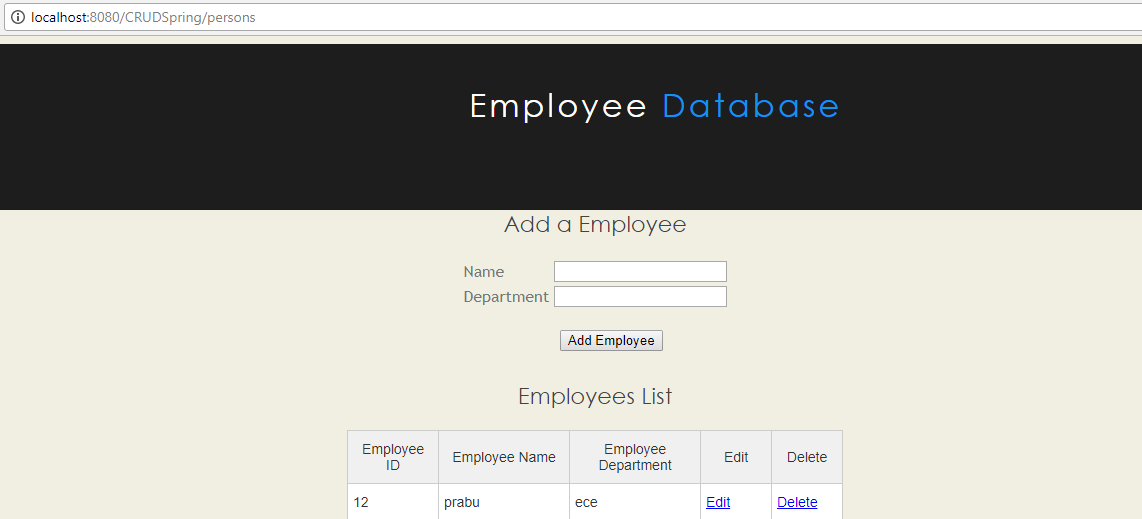 localhost:8080/CRUDSpring/persons
Employee Database
Add a Employee
Name
Department
Add Employee
Employees List
Employee ID Employee Name Employee Department Edit Delete
12 prabu ece Edit Delete